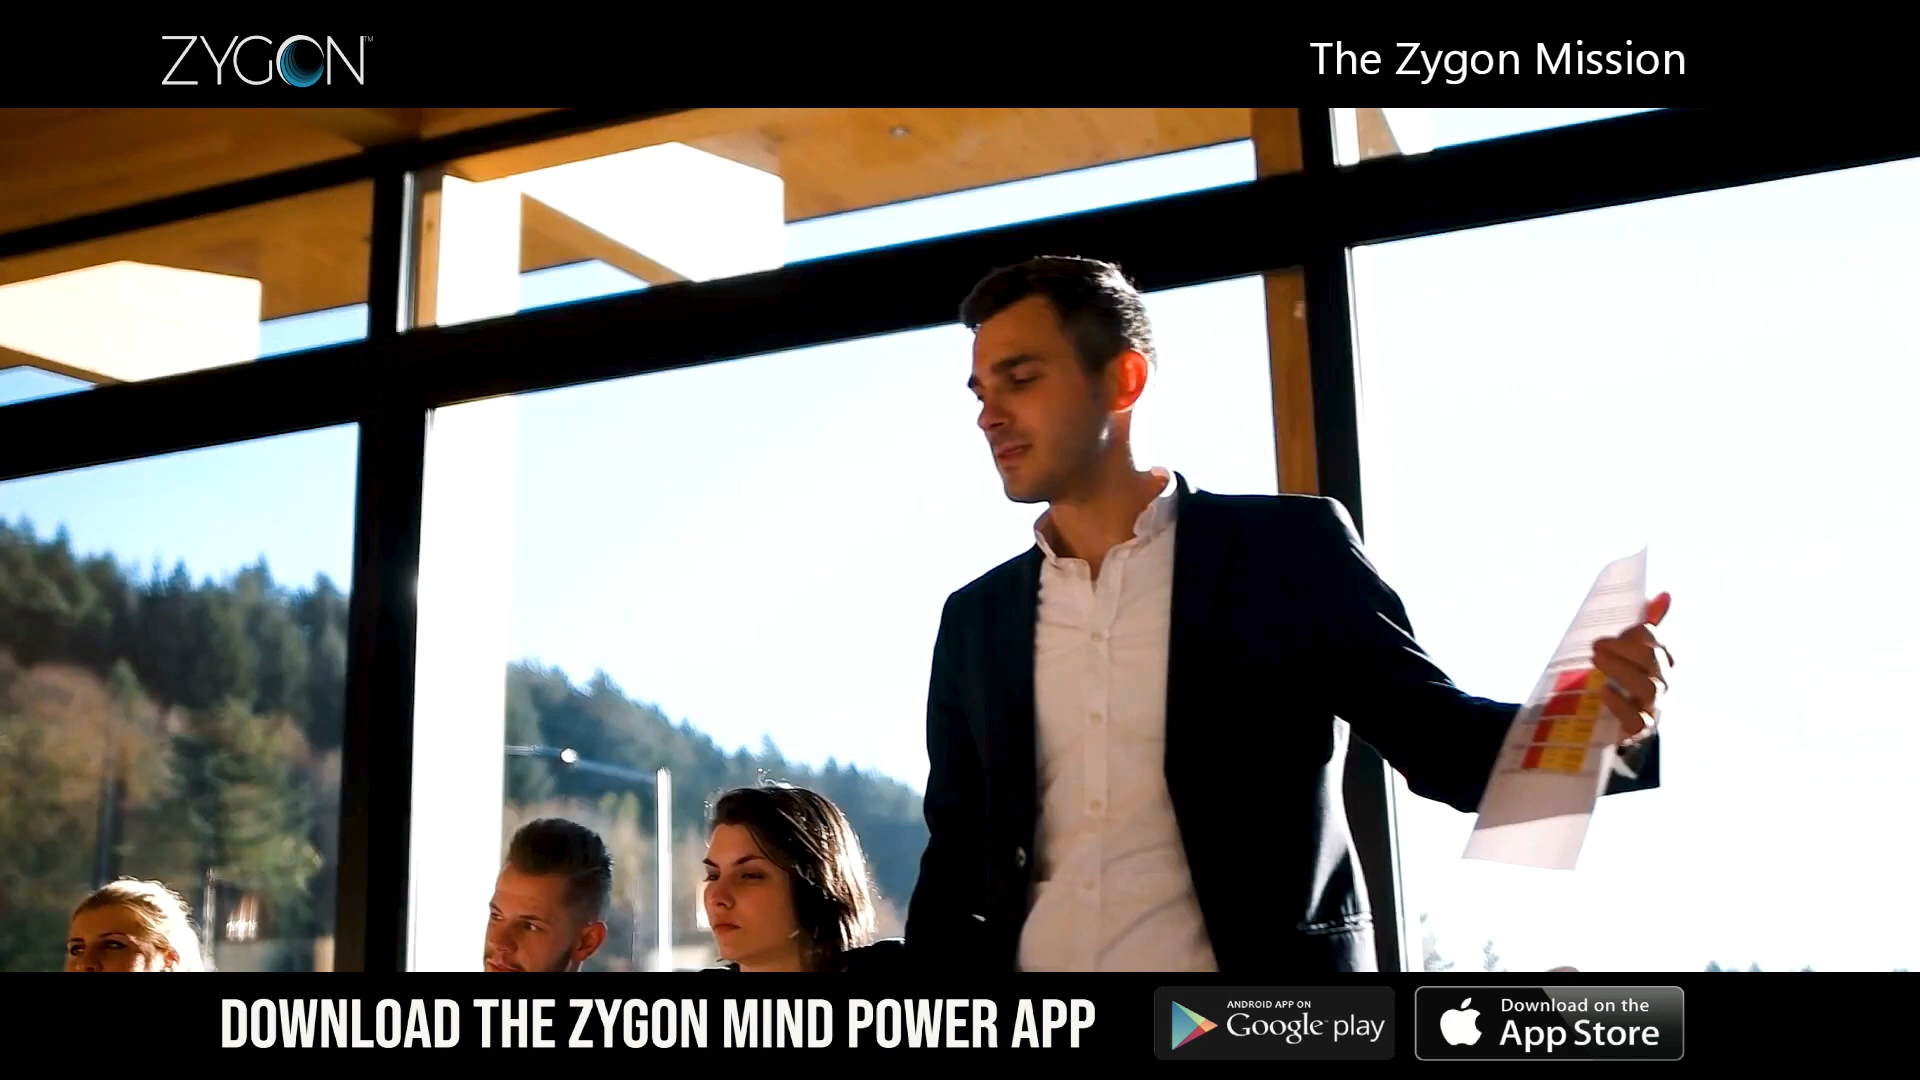 ZYGON™
The Zygon Mission
DOWNLOAD THE ZYGON MIND POWER APP
ANDROID APP ON
Google play
Download on the
App Store